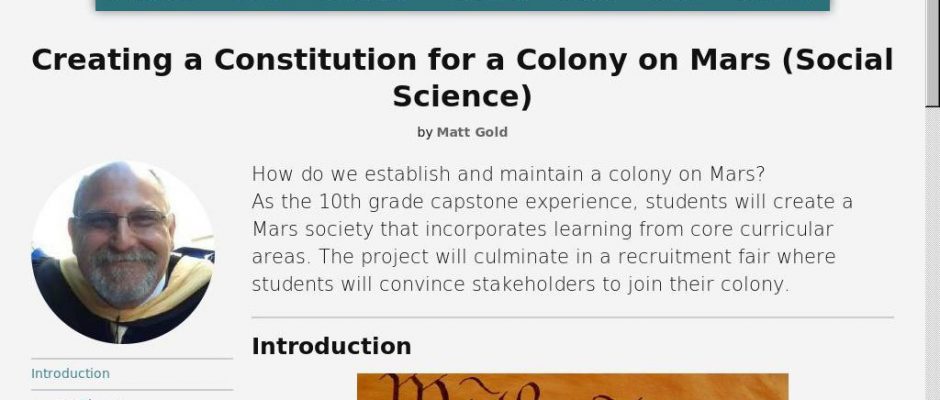 Creating a Constitution for a Colony on Mars (Social
Science)
by Matt Gold
How do we establish and maintain a colony on Mars?
As the 10th grade capstone experience, students will create a
Mars society that incorporates learning from core curricular
areas. The project will culminate in a recruitment fair where
students will convince stakeholders to join their colony.
Introduction
Introduction